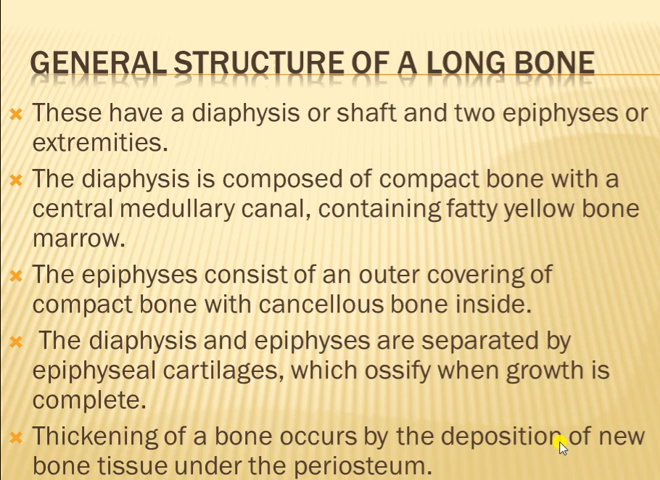 GENERAL STRUCTURE OF A LONG BONE
These have a diaphysis or shaft and two epiphyses or
extremities.
The diaphysis is composed of compact bone with a
central medullary canal, containing fatty yellow bone
marrow.
The epiphyses consist of an outer covering of
compact bone with cancellous bone inside.
The diaphysis and epiphyses are separated by
epiphyseal cartilages, which ossify when growth is
complete.
Thickening of a bone occurs by the deposition of new
bone tissue under the periosteum.